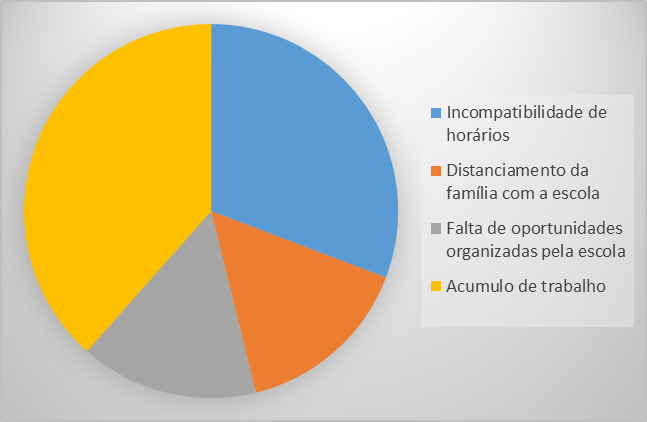 Incompatibilidade de
horários
Distanciamento da
família com a escola
Falta de oportunidades
organizadas pela escola
Acumulo de trabalho